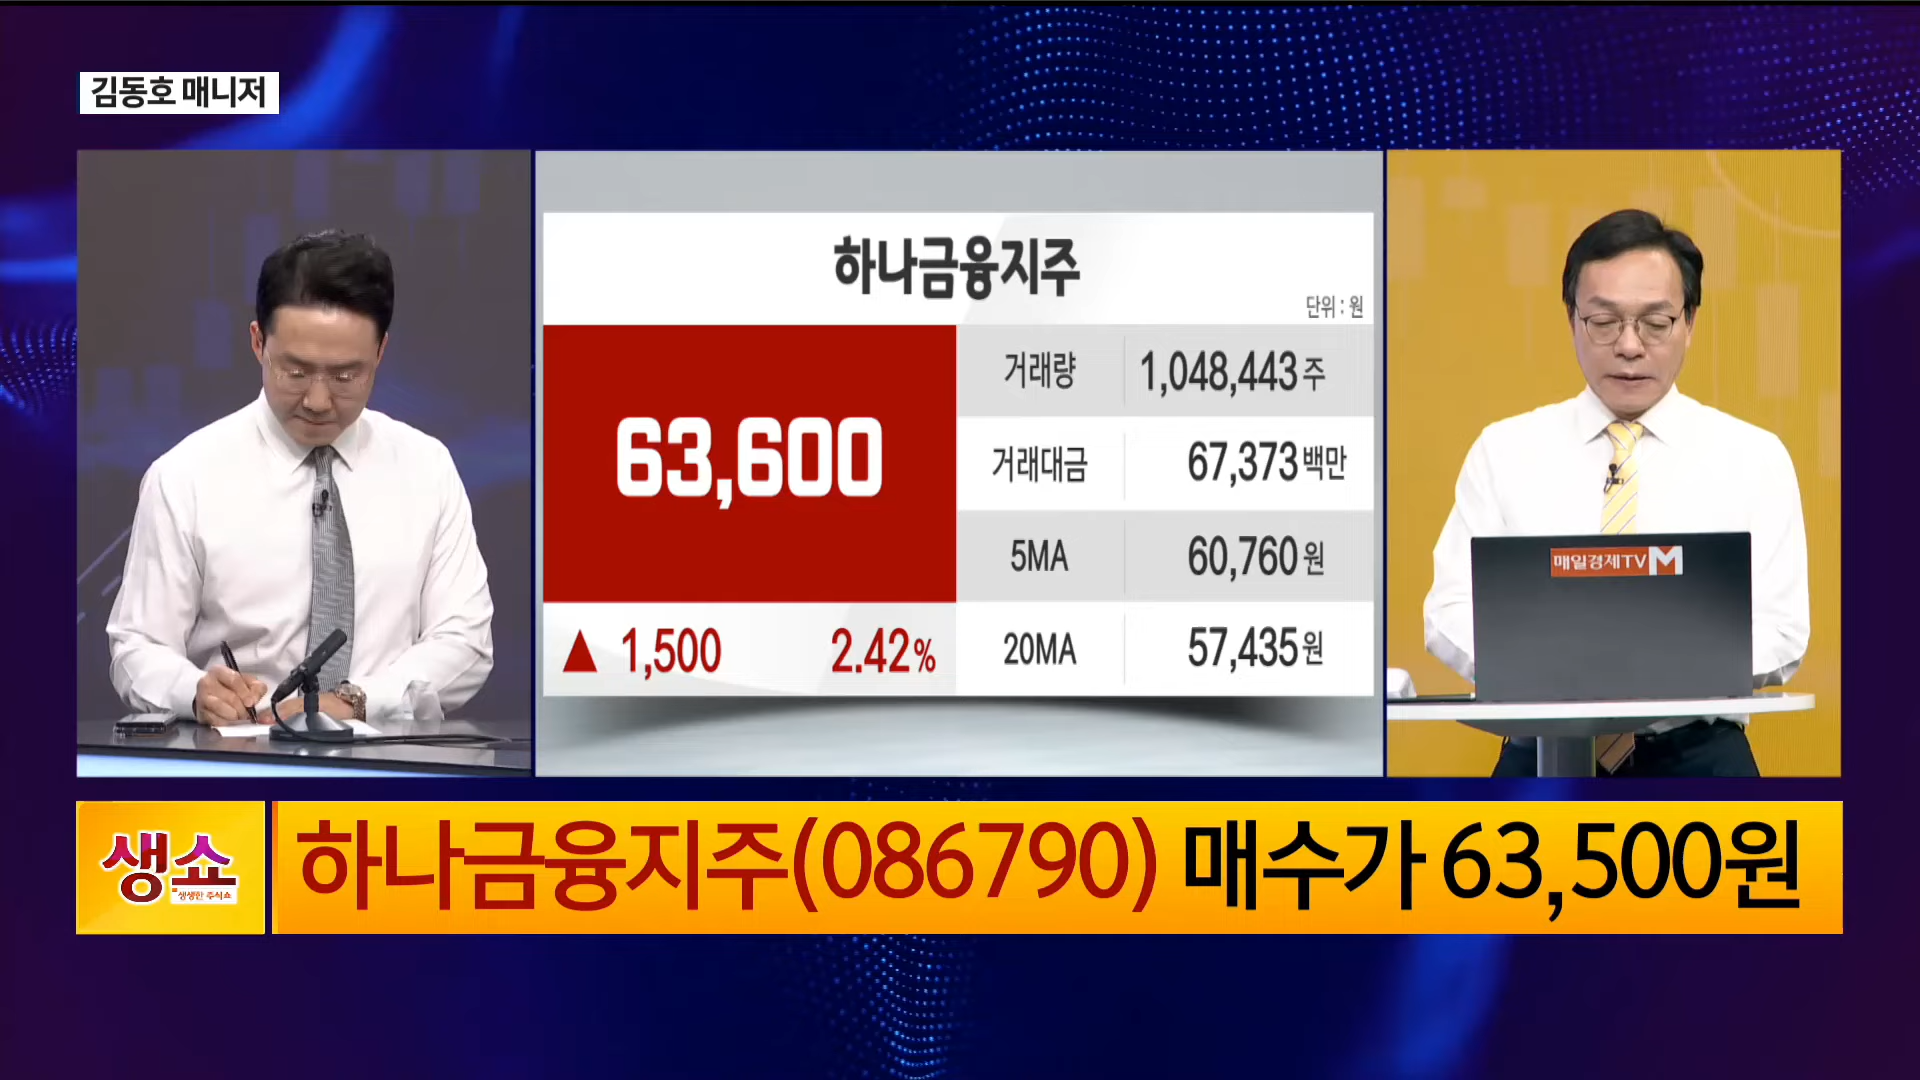 김동호 매니저
하나금융지주
단위 : 원
63,600
▲ 1,500 2.42%
거래량 1,048,443주
거래대금 67,373백만
5MA 60,760원
20MA 57,435원
매일경제TV M
생쇼
생생한 주식쇼
하나금융지주(086790) 매수가 63,500원